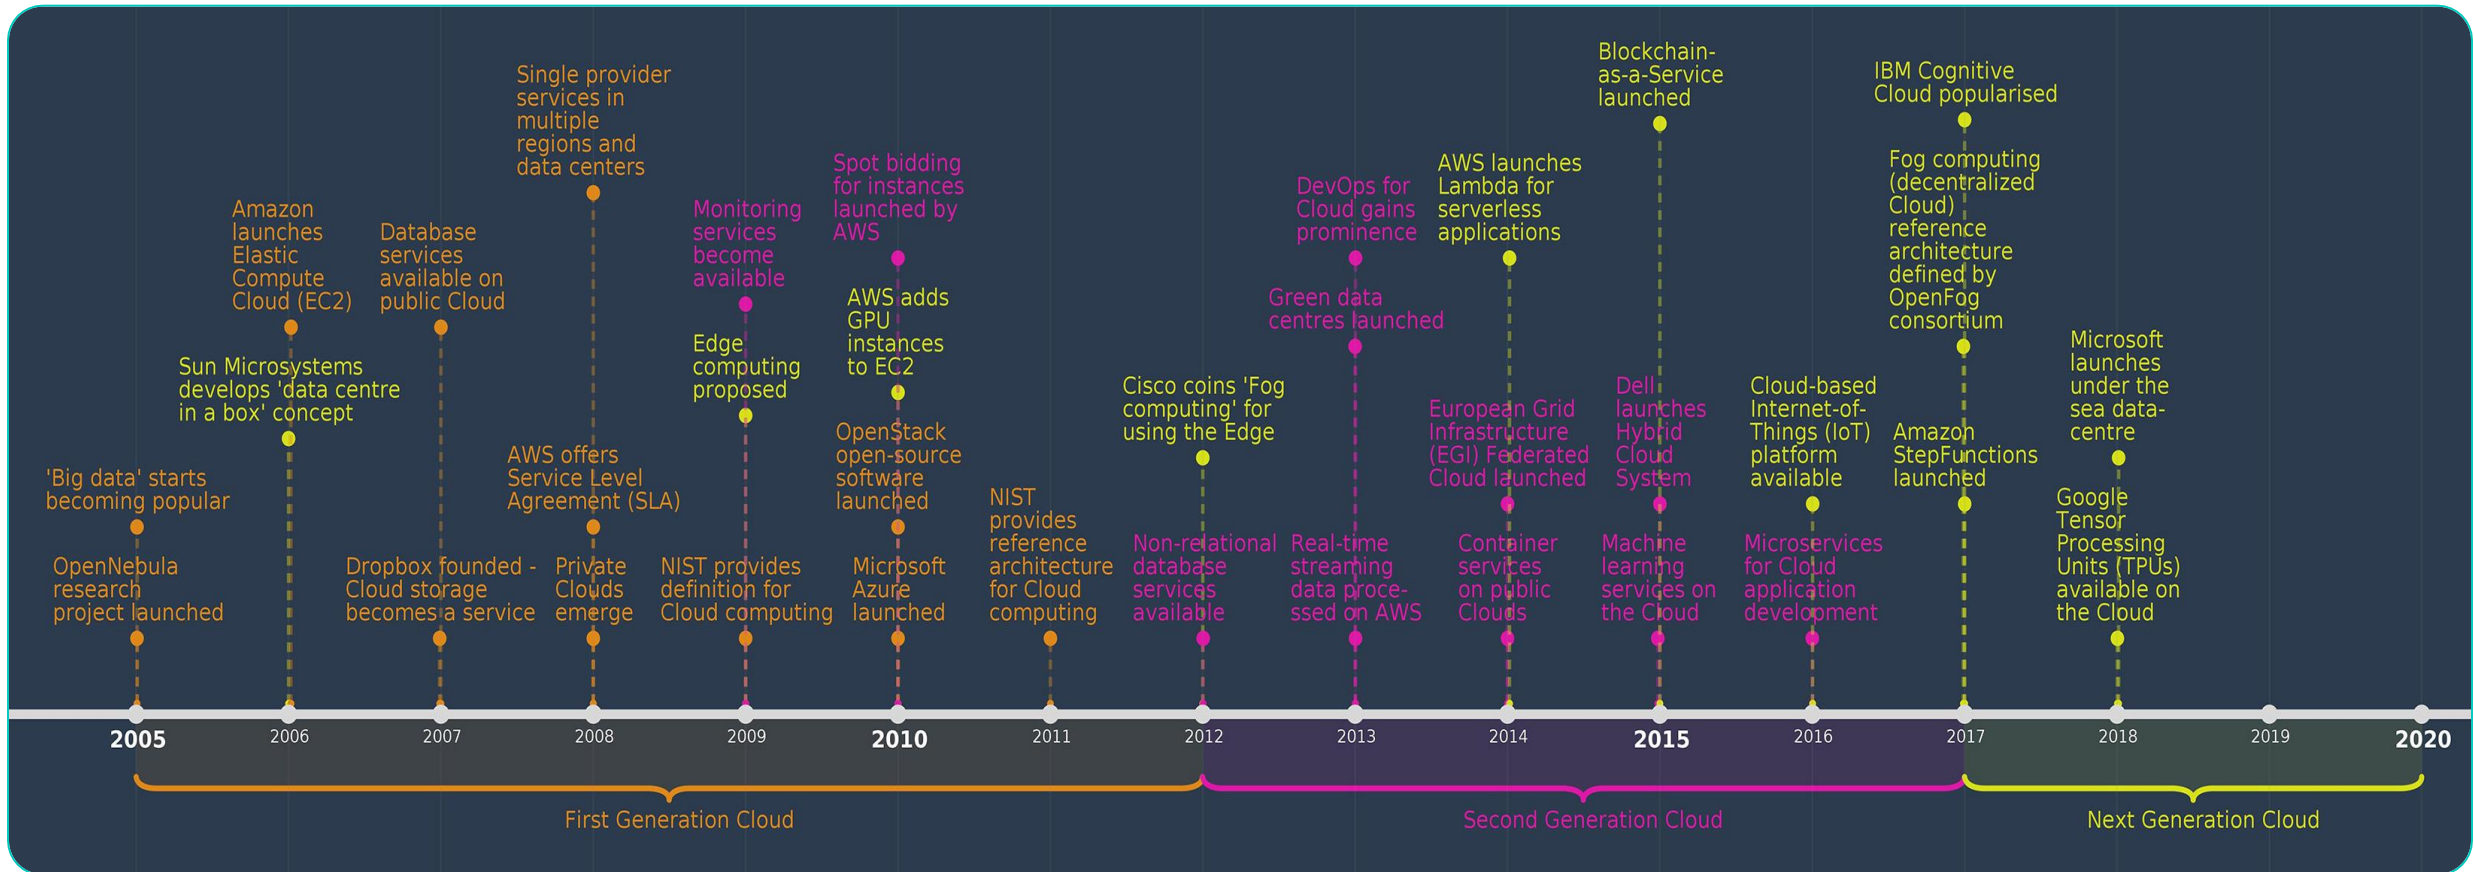 'Big data' starts
becoming popular
OpenNebula
research
project launched
Amazon
launches
Elastic
Compute
Cloud (EC2)
Sun Microsystems
develops 'data centre
in a box' concept
Database
services
available on
public Cloud
Dropbox founded -
Cloud storage
becomes a service
Single provider
services in
multiple
regions and
data centers
AWS offers
Service Level
Agreement (SLA)
Private
Clouds
emerge
Monitoring
services
become
available
Edge
computing
proposed
NIST provides
definition for
Cloud computing
Spot bidding
for instances
launched by
AWS
AWS adds
GPU
instances
to EC2
OpenStack
open-source
software
launched
Microsoft
Azure
launched
NIST
provides
reference
architecture
for Cloud
computing
Cisco coins 'Fog
computing' for
using the Edge
Non-relational
database
services
available
DevOps for
Cloud gains
prominence
Green data
centres launched
Real-time
streaming
data proce-
ssed on AWS
AWS launches
Lambda for
serverless
applications
European Grid
Infrastructure
(EGI) Federated
Cloud launched
Container
services
on public
Clouds
Blockchain-
as-a-Service
launched
Dell
launches
Hybrid
Cloud
System
Machine
learning
services on
the Cloud
Cloud-based
Internet-of-
Things (IoT)
platform
available
Microservices
for Cloud
application
development
IBM Cognitive
Cloud popularised
Fog computing
(decentralized
Cloud)
reference
architecture
defined by
OpenFog
consortium
Amazon
StepFunctions
launched
Microsoft
launches
under the
sea data-
centre
Google
Tensor
Processing
Units (TPUs)
available on
the Cloud
2005 2006 2007 2008 2009 2010 2011 2012 2013 2014 2015 2016 2017 2018 2019 2020
First Generation Cloud
Second Generation Cloud
Next Generation Cloud